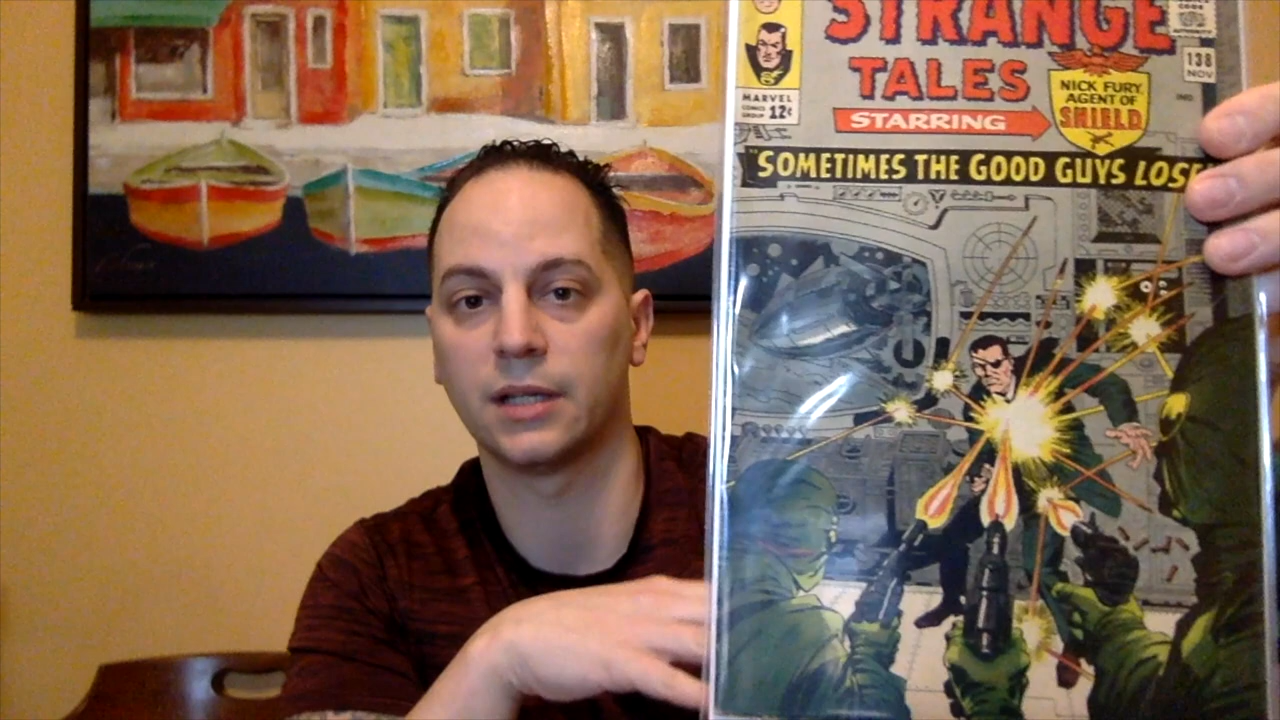 STRANGE
TALES
STARRING
NICK FURY,
AGENT OF
SHIELD
138
NOV
IND.
MARVEL
COMICS
GROUP 12¢
"SOMETIMES THE GOOD GUYS LOSE